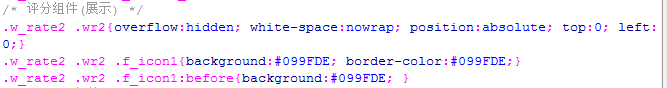 /* 评分组件(展示) */
.w_rate2 .wr2{overflow:hidden; white-space:nowrap; position:absolute; top:0; left:
0;}
.w_rate2 .wr2 .f_icon1{background:#099FDE; border-color:#099FDE;}
.w_rate2 .wr2 .f_icon1:before{background:#099FDE; }